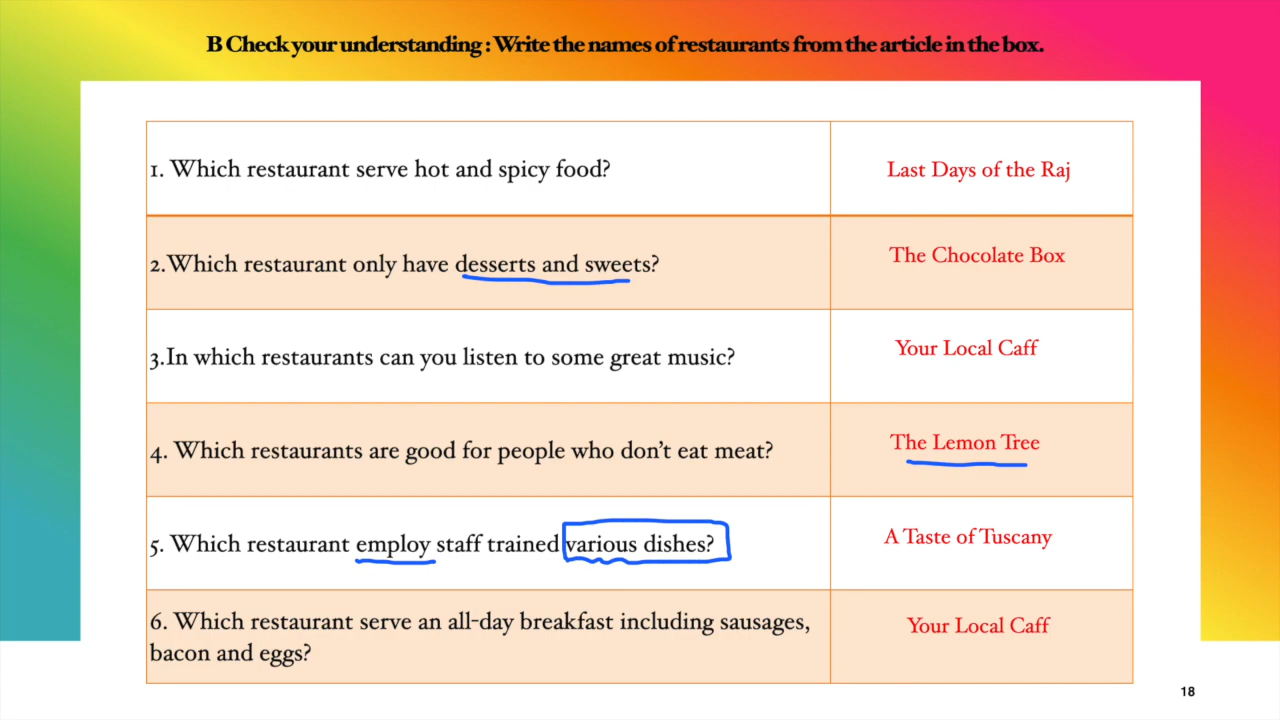 B Check your understanding : Write the names of restaurants from the article in the box.
1. Which restaurant serve hot and spicy food?
Last Days of the Raj
2.Which restaurant only have desserts and sweets?
The Chocolate Box
3.In which restaurants can you listen to some great music?
Your Local Caff
4. Which restaurants are good for people who don't eat meat?
The Lemon Tree
5. Which restaurant employ staff trained various dishes?
A Taste of Tuscany
6. Which restaurant serve an all-day breakfast including sausages,
bacon and eggs?
Your Local Caff
18